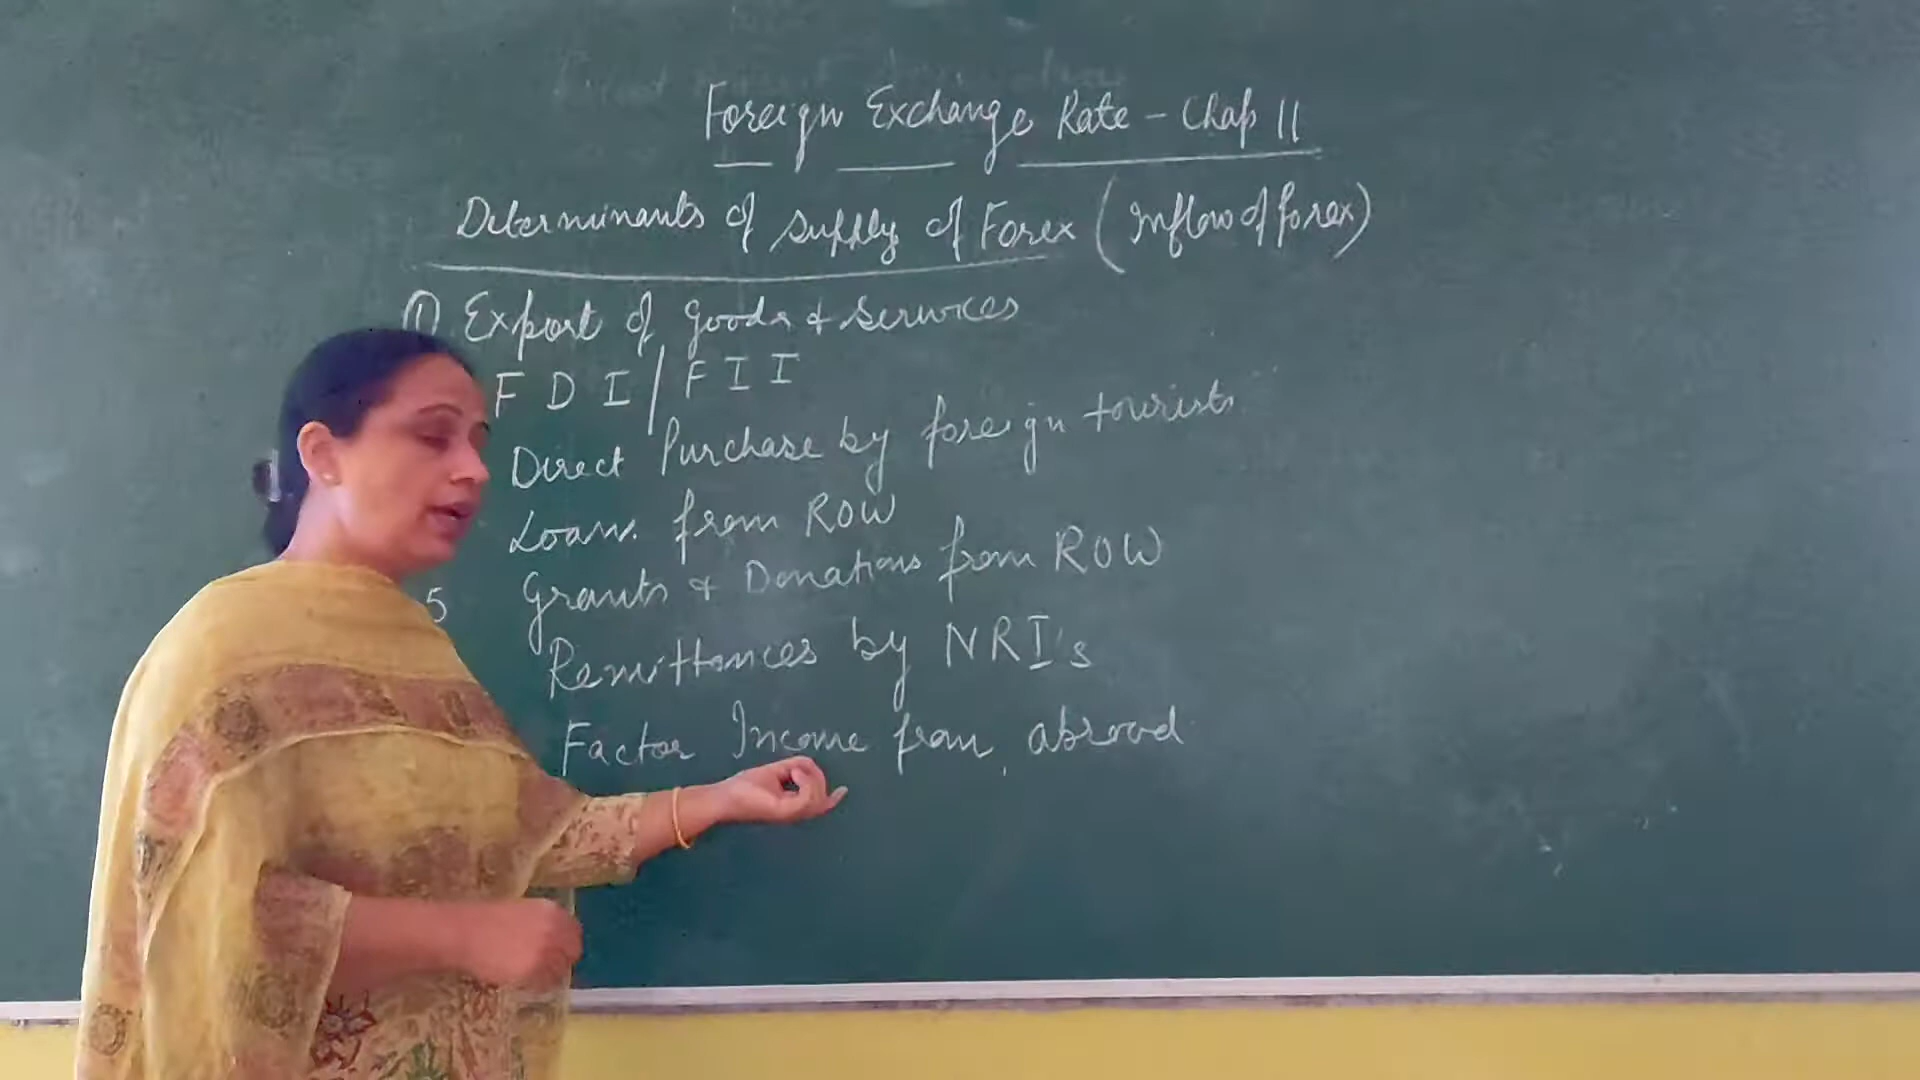 Foreign Exchange Rate - Chap 11
Determinants of supply of Forex (Inflow of forex)
① Export of goods & services
F D I / F I I
Direct Purchase by foreign tourists
Loans from ROW
5 Grants & Donations from ROW
Remittances by NRI's
Factor Income from abroad